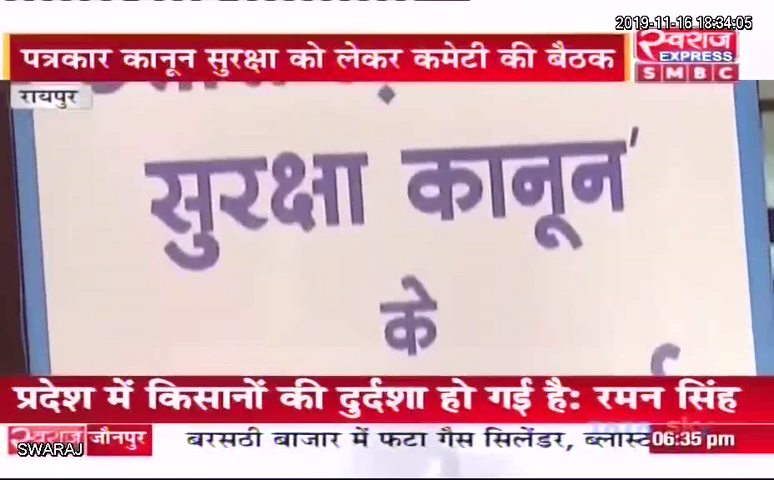 2019-11-16 18:34:05
पत्रकार कानून सुरक्षा को लेकर कमेटी की बैठक
स्वराज
EXPRESS
SMBC
रायपुर
सुरक्षा कानून'
के
प्रदेश में किसानों की दुर्दशा हो गई है: रमन सिंह
स्वराज जौनपुर बरसठी बाजार में फटा गैस सिलेंडर, ब्लास्ट 06:35 pm
SWARAJ